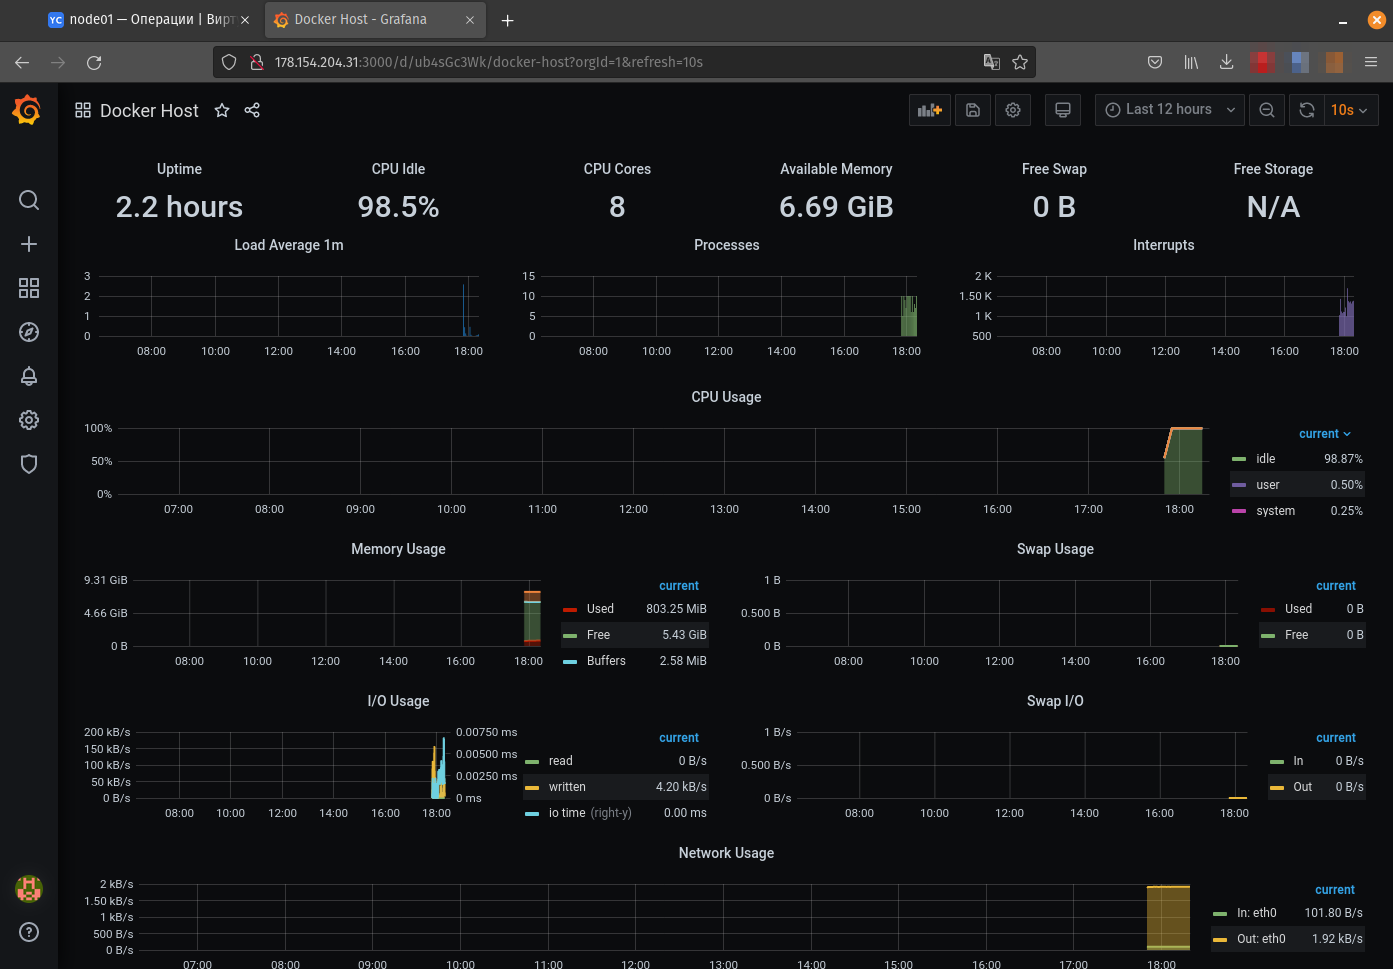 node01 — Операции | Вирт
Docker Host - Grafana
178.154.204.31:3000/d/ub4sGc3Wk/docker-host?orgId=1&refresh=10s
Docker Host
Last 12 hours
10s
Uptime
CPU Idle
CPU Cores
Available Memory
Free Swap
Free Storage
2.2 hours
98.5%
8
6.69 GiB
0 B
N/A
Load Average 1m
3
2
1
0
08:00 10:00 12:00 14:00 16:00 18:00
Processes
15
10
5
0
08:00 10:00 12:00 14:00 16:00 18:00
Interrupts
2 K
1.50 K
1 K
500
08:00 10:00 12:00 14:00 16:00 18:00
CPU Usage
100%
50%
0%
07:00 08:00 09:00 10:00 11:00 12:00 13:00 14:00 15:00 16:00 17:00 18:00
current
idle 98.87%
user 0.50%
system 0.25%
Memory Usage
9.31 GiB
4.66 GiB
0 B
08:00 10:00 12:00 14:00 16:00 18:00
current
Used 803.25 MiB
Free 5.43 GiB
Buffers 2.58 MiB
Swap Usage
1 B
0.500 B
0 B
08:00 10:00 12:00 14:00 16:00 18:00
current
Used 0 B
Free 0 B
I/O Usage
200 kB/s
150 kB/s
100 kB/s
50 kB/s
0 B/s
0.00750 ms
0.00500 ms
0.00250 ms
0 ms
08:00 10:00 12:00 14:00 16:00 18:00
current
read 0 B/s
written 4.20 kB/s
io time (right-y) 0.00 ms
Swap I/O
1 B/s
0.500 B/s
0 B/s
08:00 10:00 12:00 14:00 16:00 18:00
current
In 0 B/s
Out 0 B/s
Network Usage
2 kB/s
1.50 kB/s
1 kB/s
500 B/s
0 B/s
07:00 08:00 09:00 10:00 11:00 12:00 13:00 14:00 15:00 16:00 17:00 18:00
current
In: eth0 101.80 B/s
Out: eth0 1.92 kB/s